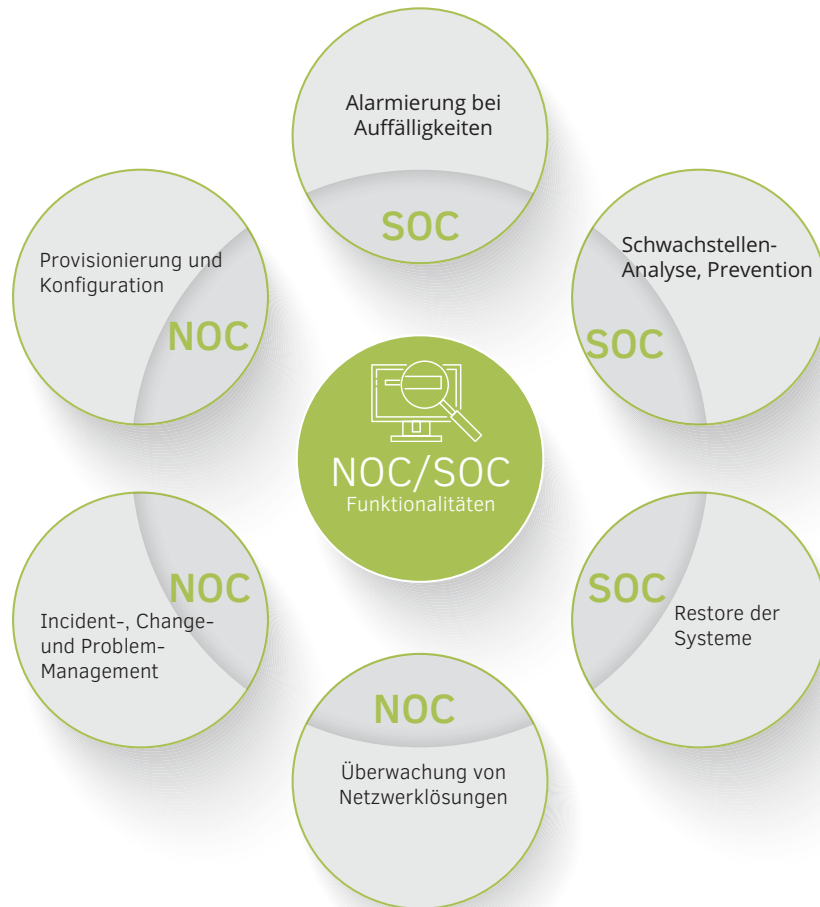 Alarmierung bei
Auffälligkeiten
SOC
Provisionierung und
Konfiguration
NOC
Schwachstellen-
Analyse, Prevention
SOC
NOC/SOC
Funktionalitäten
NOC
Incident-, Change-
und Problem-
Management
SOC
Restore der
Systeme
NOC
Überwachung von
Netzwerklösungen